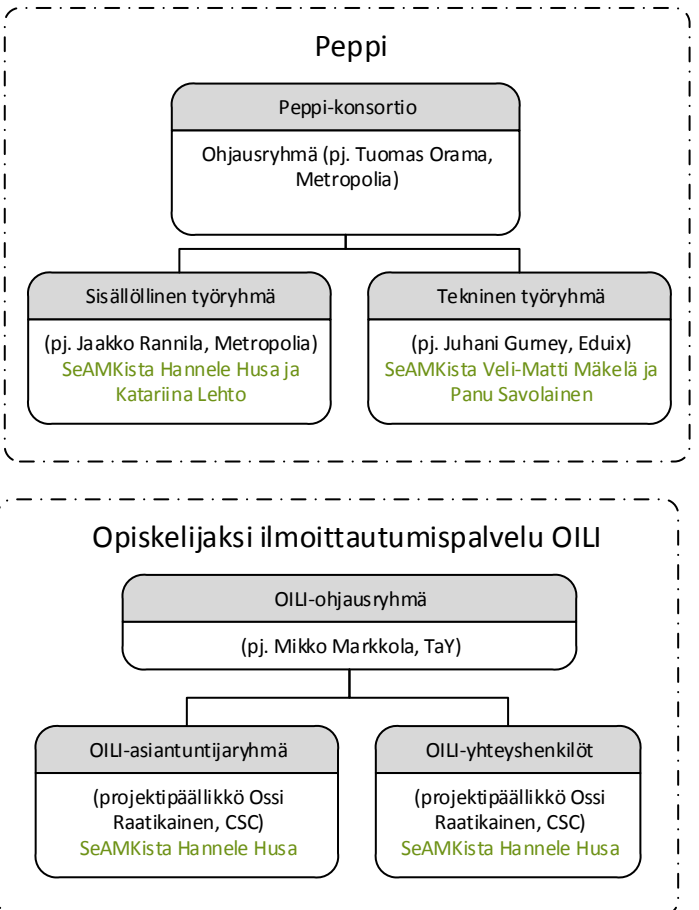 Peppi
Peppi-konsortio
Ohjausryhmä (pj. Tuomas Orama,
Metropolia)
Sisällöllinen työryhmä
(pj. Jaakko Rannila, Metropolia)
SeAMKista Hannele Husa ja
Katariina Lehto
Tekninen työryhmä
(pj. Juhani Gurney, Eduix)
SeAMKista Veli-Matti Mäkelä ja
Panu Savolainen
Opiskelijaksi ilmoittautumispalvelu OILI
OILI-ohjausryhmä
(pj. Mikko Markkola, TaY)
OILI-asiantuntijaryhmä
(projektipäällikkö Ossi
Raatikainen, CSC)
SeAMKista Hannele Husa
OILI-yhteyshenkilöt
(projektipäällikkö Ossi
Raatikainen, CSC)
SeAMKista Hannele Husa